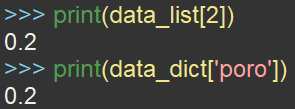 >>> print(data_list[2])
0.2
>>> print(data_dict['poro'])
0.2